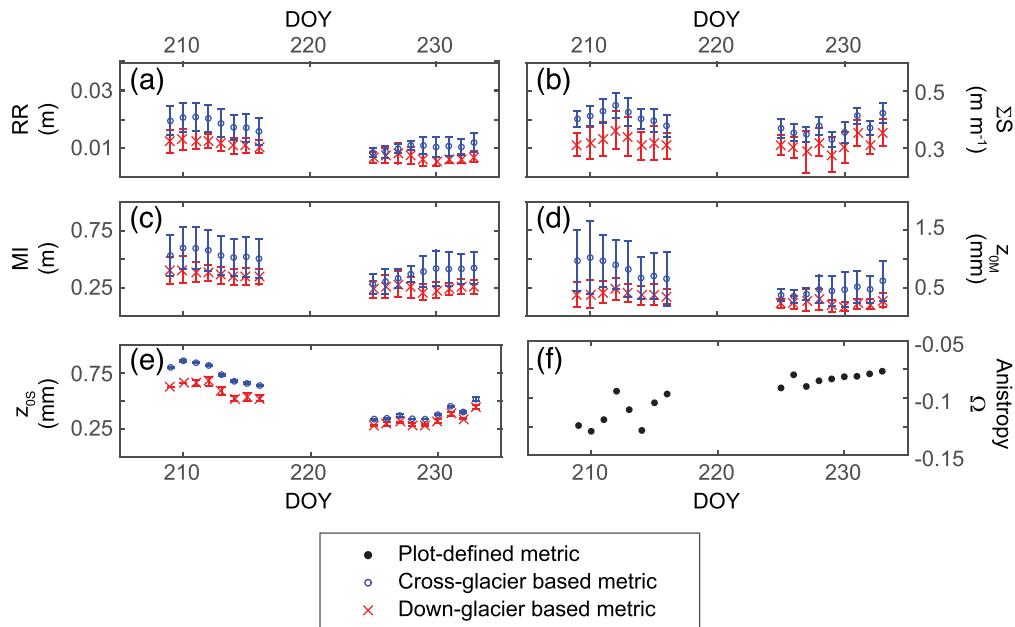 DOY
DOY
210
220
230
210
220
230
(a)
RR
(m)
0.03
0.01
(b)
0.5
0.3
ΣS
(m m⁻¹)
(c)
MI
(m)
0.75
0.25
(d)
1.5
0.5
z₀M
(mm)
(e)
z₀S
(mm)
0.75
0.25
(f)
-0.05
-0.1
-0.15
Anistropy
Ω
210
220
230
210
220
230
DOY
DOY
Plot-defined metric
Cross-glacier based metric
Down-glacier based metric